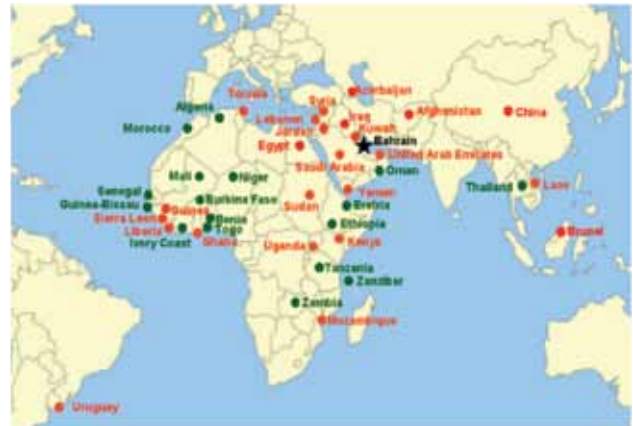 Azerbaijan
Tunisia
Syria
Algeria
Lebanon
Iraq
Afghanistan
China
Morocco
Jordan
Kuwait
Bahrain
Egypt
United Arab Emirates
Saudi Arabia
Oman
Mali
Niger
Thailand
Laos
Senegal
Burkina Faso
Yemen
Guinea-Bissau
Guinea
Sudan
Eretria
Sierra Leon
Benin
Ethiopia
Liberia
Togo
Brunei
Ivory Coast
Ghana
Uganda
Kenya
Tanzania
Zanzibar
Zambia
Mozambique
Uruguay